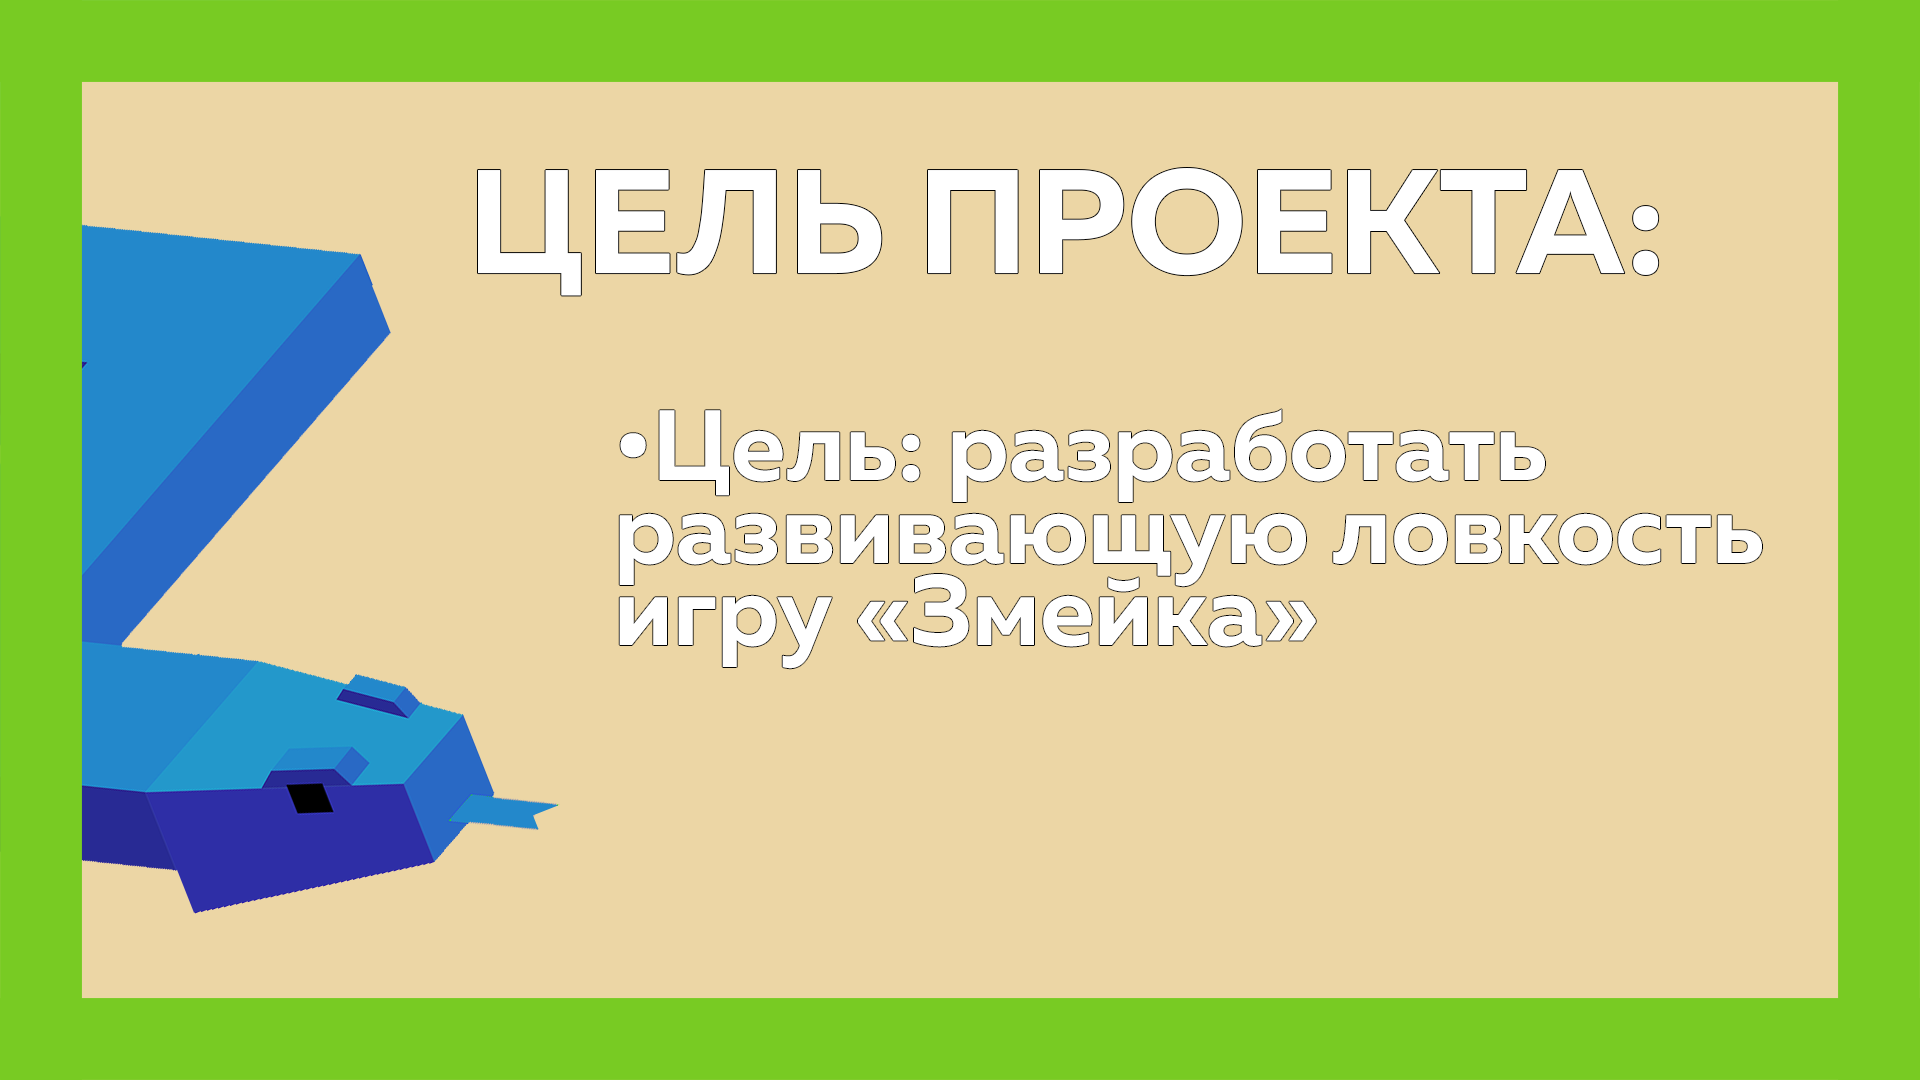 ЦЕЛЬ ПРОЕКТА:
•Цель: разработать
развивающую ловкость
игру «Змейка»